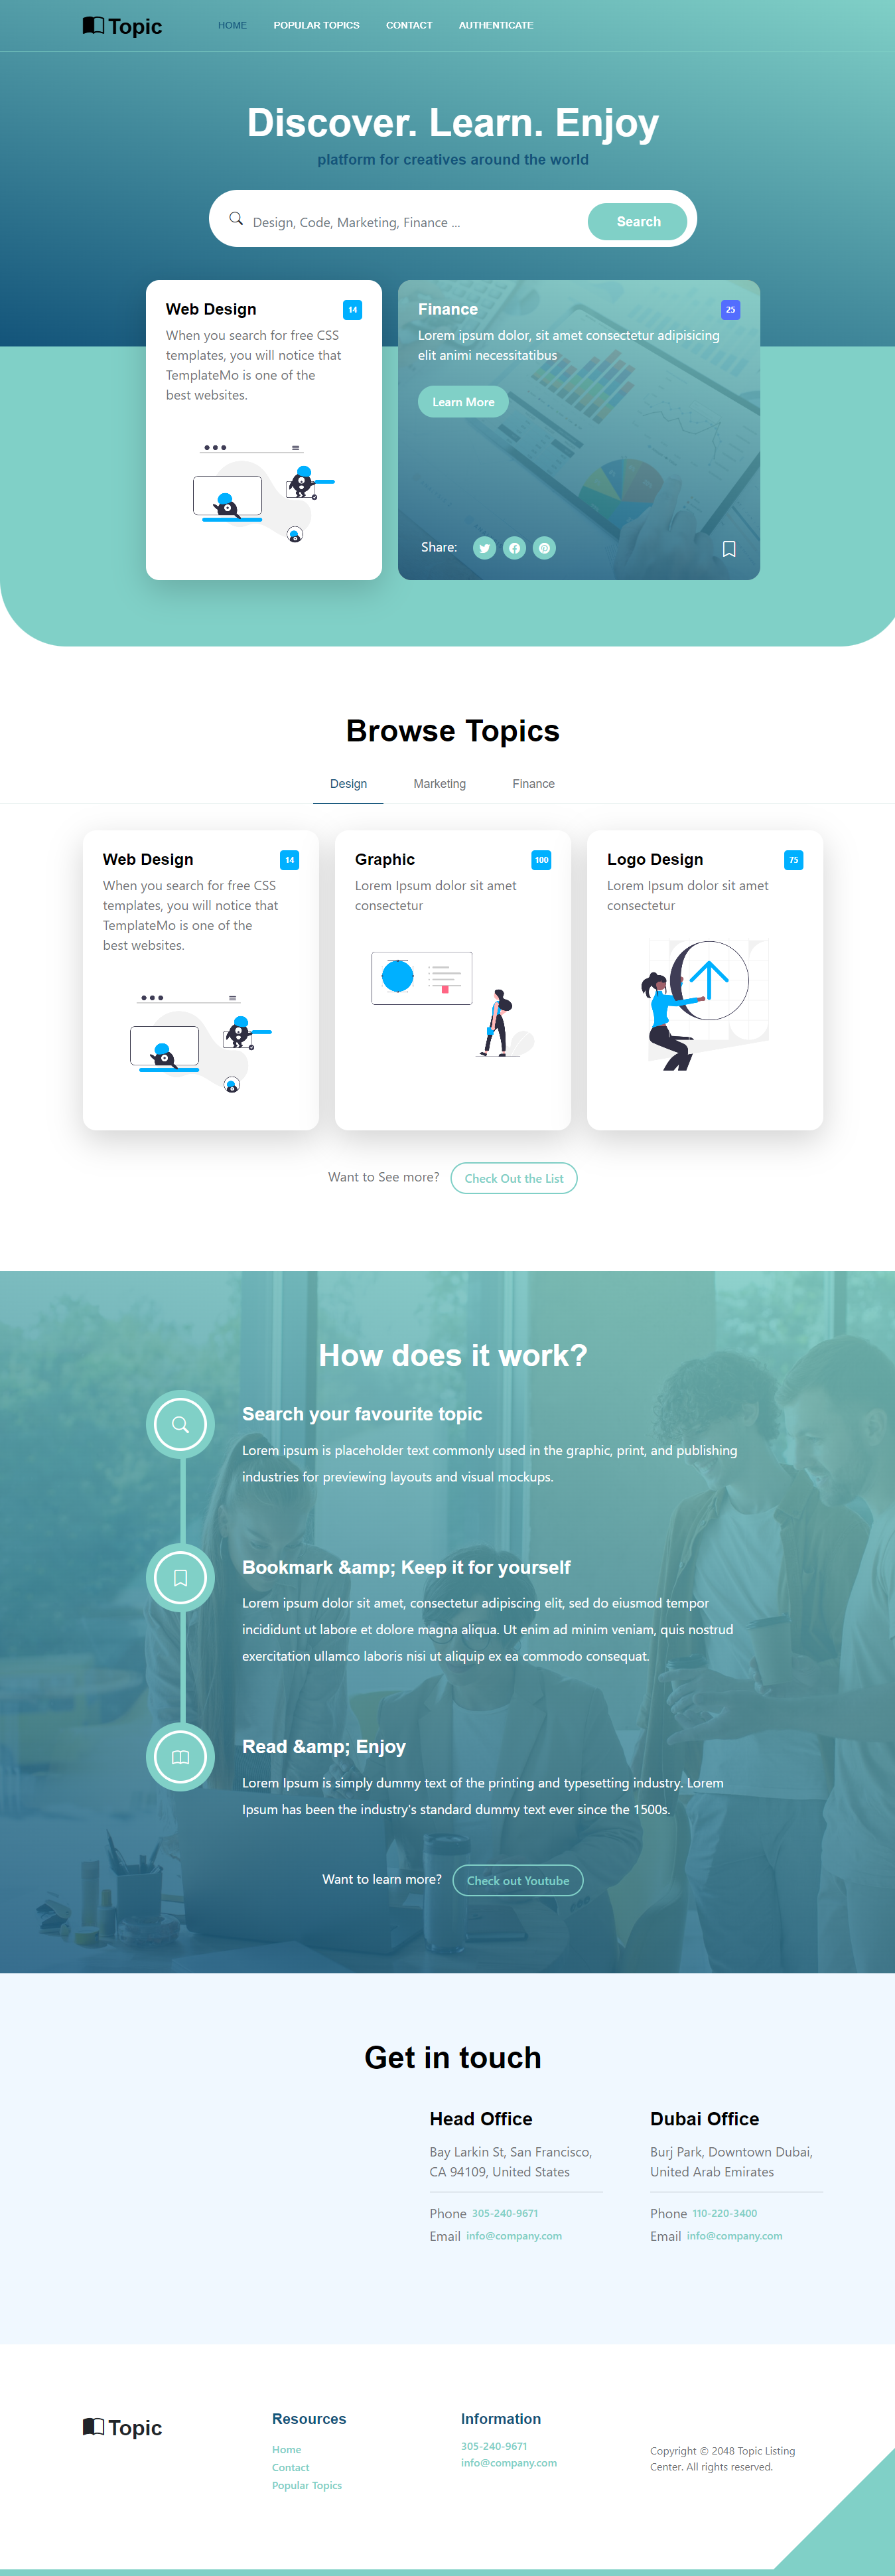 Topic
HOME
POPULAR TOPICS
CONTACT
AUTHENTICATE
Discover. Learn. Enjoy
platform for creatives around the world
Design, Code, Marketing, Finance ...
Search
Web Design
14
When you search for free CSS
templates, you will notice that
TemplateMo is one of the
best websites.
Finance
25
Lorem ipsum dolor, sit amet consectetur adipisicing
elit animi necessitatibus
Learn More
Share:
Browse Topics
Design
Marketing
Finance
Web Design
14
When you search for free CSS
templates, you will notice that
TemplateMo is one of the
best websites.
Graphic
100
Lorem Ipsum dolor sit amet
consectetur
Logo Design
75
Lorem Ipsum dolor sit amet
consectetur
Want to See more?
Check Out the List
How does it work?
Search your favourite topic
Lorem ipsum is placeholder text commonly used in the graphic, print, and publishing
industries for previewing layouts and visual mockups.
Bookmark &amp; Keep it for yourself
Lorem ipsum dolor sit amet, consectetur adipiscing elit, sed do eiusmod tempor
incididunt ut labore et dolore magna aliqua. Ut enim ad minim veniam, quis nostrud
exercitation ullamco laboris nisi ut aliquip ex ea commodo consequat.
Read &amp; Enjoy
Lorem Ipsum is simply dummy text of the printing and typesetting industry. Lorem
Ipsum has been the industry's standard dummy text ever since the 1500s.
Want to learn more?
Check out Youtube
Get in touch
Head Office
Bay Larkin St, San Francisco,
CA 94109, United States
Phone 305-240-9671
Email info@company.com
Dubai Office
Burj Park, Downtown Dubai,
United Arab Emirates
Phone 110-220-3400
Email info@company.com
Topic
Resources
Home
Contact
Popular Topics
Information
305-240-9671
info@company.com
Copyright © 2048 Topic Listing
Center. All rights reserved.